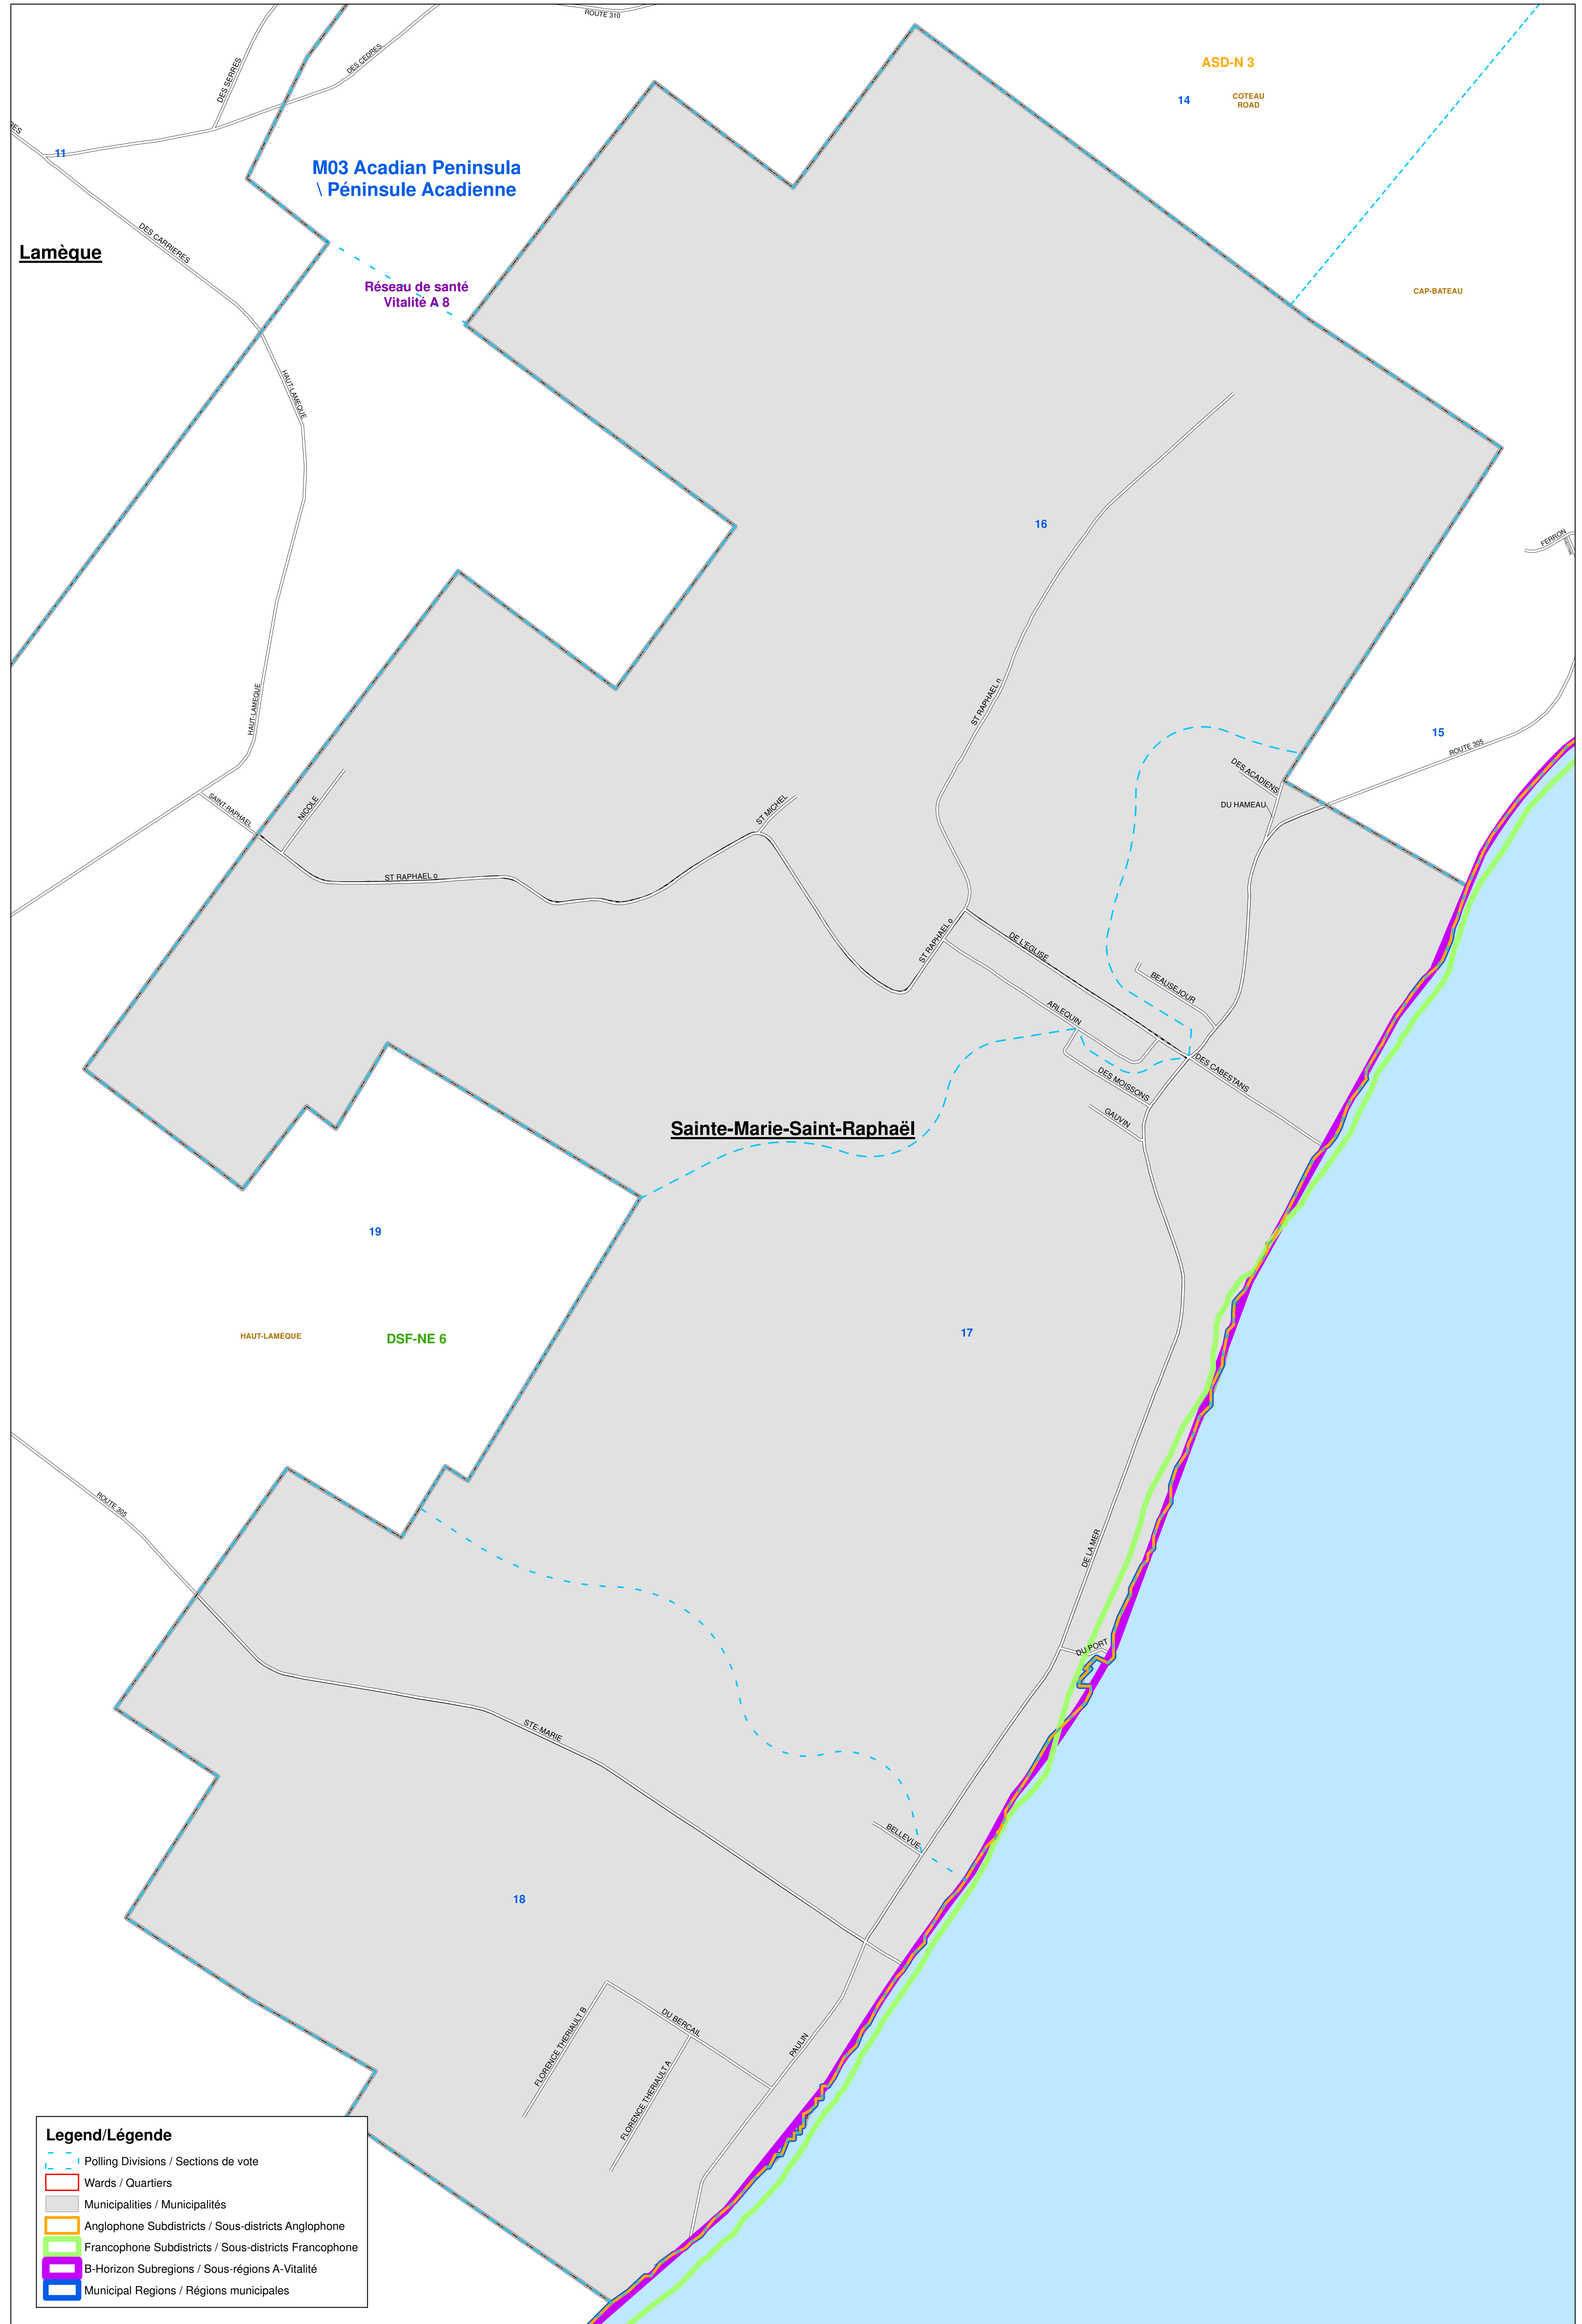 ROUTE 310
DES SERRES
DES CEDRES
ASD-N 3
14
COTEAU
ROAD
11
M03 Acadian Peninsula
\ Péninsule Acadienne
DES CARRIERES
Lamèque
Réseau de santé
Vitalité A 8
CAP-BATEAU
HAUT-LAMEQUE
16
FERRON
HAUT-LAMEQUE
ST RAPHAEL n
15
ROUTE 305
DES ACADIENS
DU HAMEAU
SAINT-RAPHAEL
NICOLE
ST MICHEL
ST RAPHAEL o
ST RAPHAEL o
DE L'EGLISE
BEAUSEJOUR
ARLEQUIN
DES CABESTANS
DES MOISSONS
GAUVIN
Sainte-Marie-Saint-Raphaël
19
HAUT-LAMÈQUE
DSF-NE 6
17
ROUTE 305
DE LA MER
DU PORT
STE-MARIE
BELLEVUE
18
FLORENCE THERIAULT B
DU BERCAIL
PAULIN
FLORENCE THERIAULT A
Legend/Légende
Polling Divisions / Sections de vote
Wards / Quartiers
Municipalities / Municipalités
Anglophone Subdistricts / Sous-districts Anglophone
Francophone Subdistricts / Sous-districts Francophone
B-Horizon Subregions / Sous-régions A-Vitalité
Municipal Regions / Régions municipales